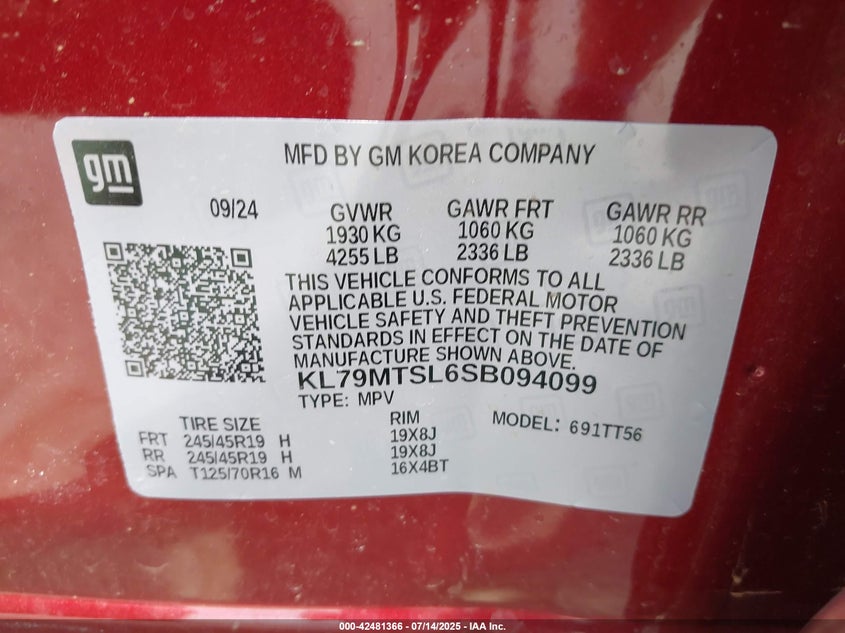 gm
MFD BY GM KOREA COMPANY
09/24
GVWR
1930 KG
4255 LB
GAWR FRT
1060 KG
2336 LB
GAWR RR
1060 KG
2336 LB
THIS VEHICLE CONFORMS TO ALL
APPLICABLE U.S. FEDERAL MOTOR
VEHICLE SAFETY AND THEFT PREVENTION
STANDARDS IN EFFECT ON THE DATE OF
MANUFACTURE SHOWN ABOVE.
KL79MTSL6SB094099
TYPE: MPV
MODEL: 691TT56
TIRE SIZE RIM
FRT 245/45R19 H 19X8J
RR 245/45R19 H 19X8J
SPA T125/70R16 M 16X4BT
000-42481366 - 07/14/2025 - IAA Inc.